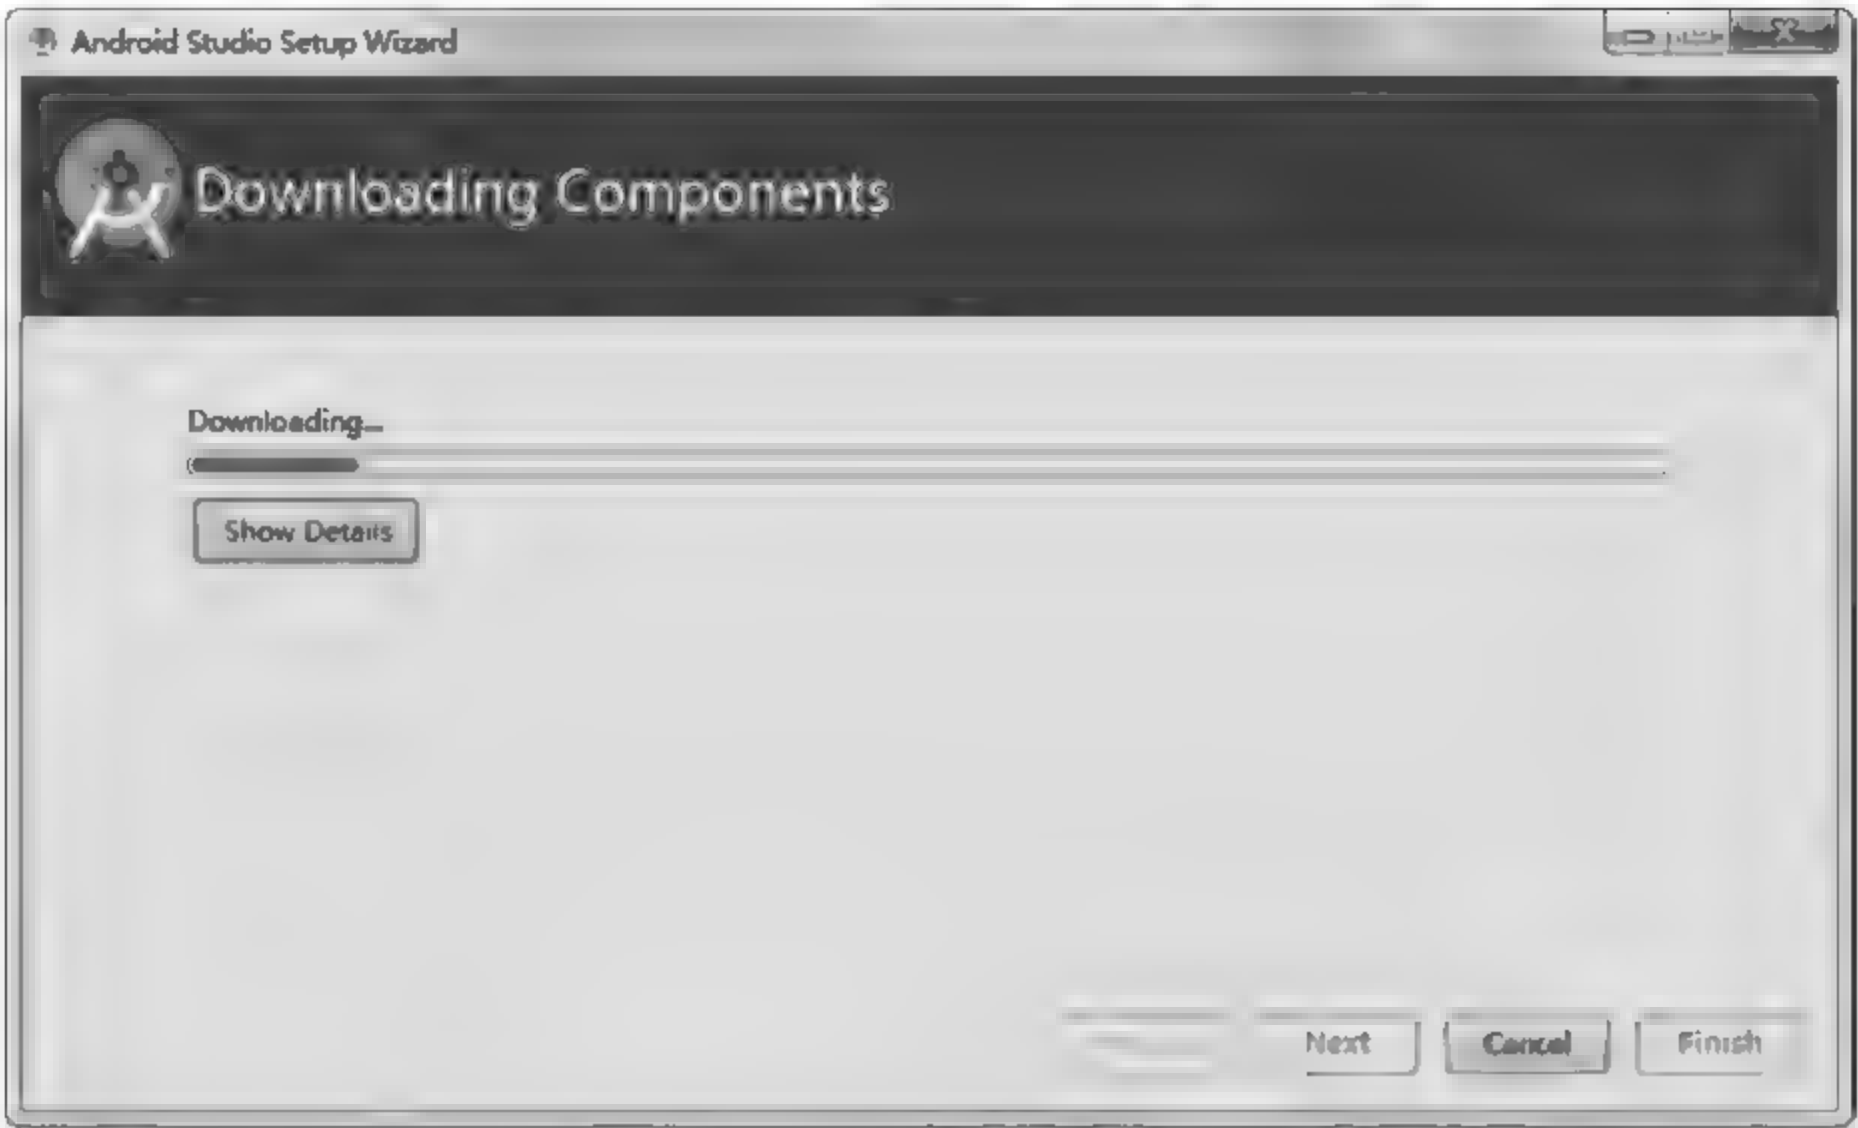 Android Studio Setup Wizard
Downloading Components
Downloading...
Show Details
Next Cancel Finish